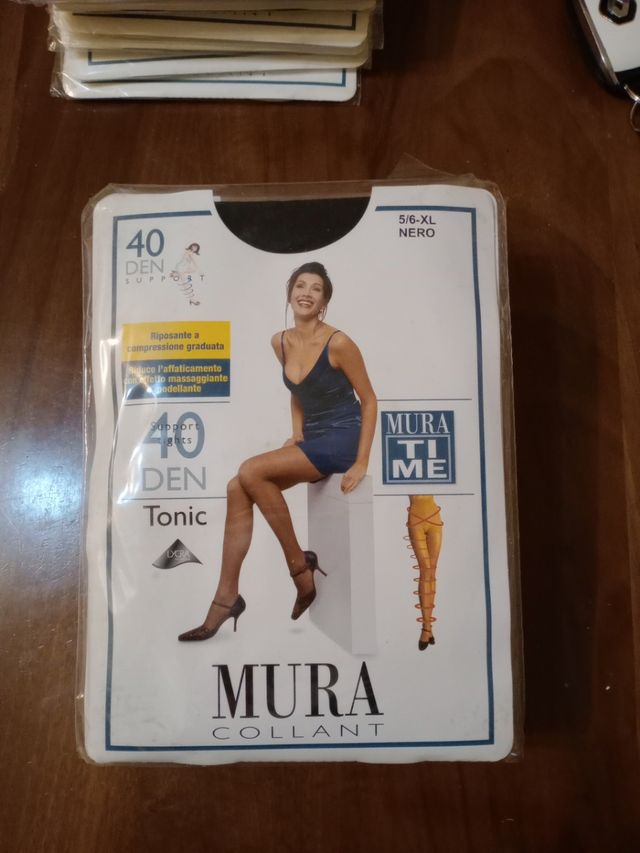 5/6-XL
NERO
40
DEN
SUPPORT
Riposante a
compressione graduata
Riduce l'affaticamento
con effetto massaggiante
modellante
Support
40
DEN
Tonic
LYCRA
MURA
TI
ME
MURA
COLLANT